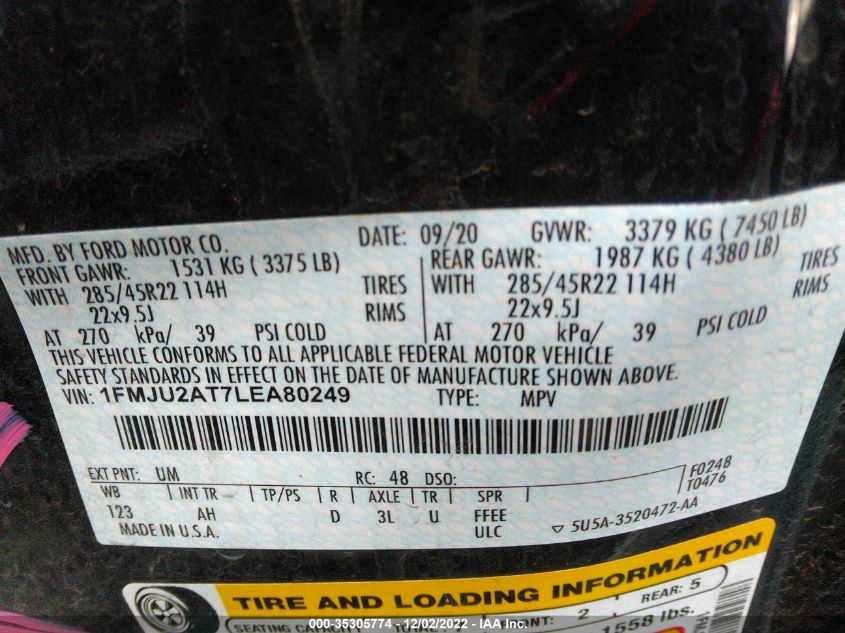 MFD. BY FORD MOTOR CO. DATE: 09/20 GVWR: 3379 KG ( 7450 LB)
FRONT GAWR: 1531 KG ( 3375 LB) REAR GAWR: 1987 KG ( 4380 LB)
WITH 285/45R22 114H TIRES WITH 285/45R22 114H TIRES
22x9.5J RIMS 22x9.5J RIMS
AT 270 kPa/ 39 PSI COLD AT 270 kPa/ 39 PSI COLD
THIS VEHICLE CONFORMS TO ALL APPLICABLE FEDERAL MOTOR VEHICLE
SAFETY STANDARDS IN EFFECT ON THE DATE OF MANUFACTURE SHOWN ABOVE.
VIN: 1FMJU2AT7LEA80249 TYPE: MPV
EXT PNT: UM RC: 48 DSO: F0248
WB INT TR TP/PS R AXLE TR SPR T0476
123 AH D 3L U FFEE
ULC
MADE IN U.S.A. 5U5A-3520472-AA
TIRE AND LOADING INFORMATION
SEATING CAPACITY 2 REAR: 5
1558 lbs.
000-35305774 - 12/02/2022 - IAA Inc.